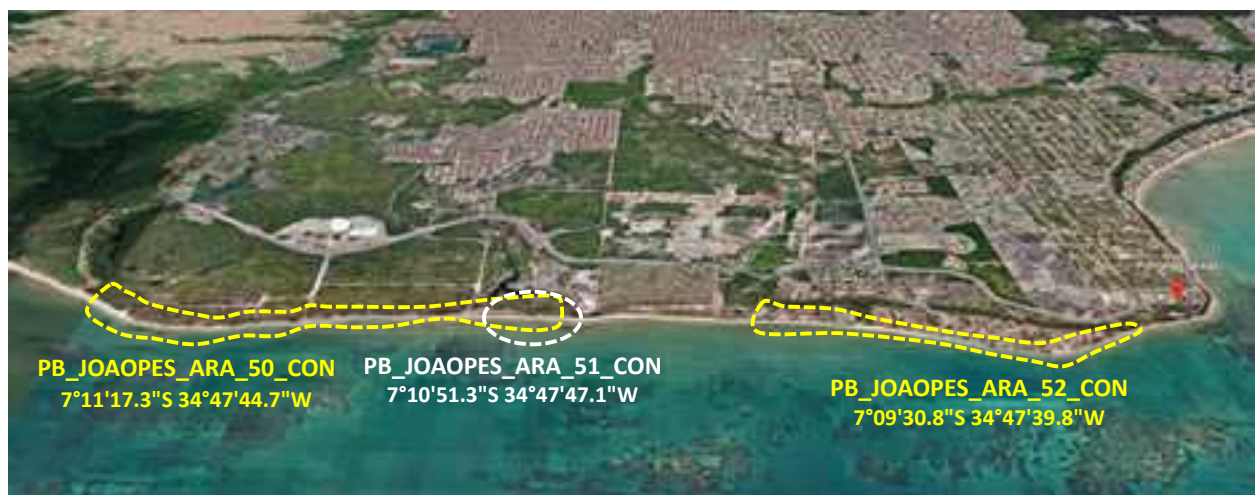 PB_JOAOPES_ARA_50_CON
7°11'17.3"S 34°47'44.7"W
PB_JOAOPES_ARA_51_CON
7°10'51.3"S 34°47'47.1"W
PB_JOAOPES_ARA_52_CON
7°09'30.8"S 34°47'39.8"W